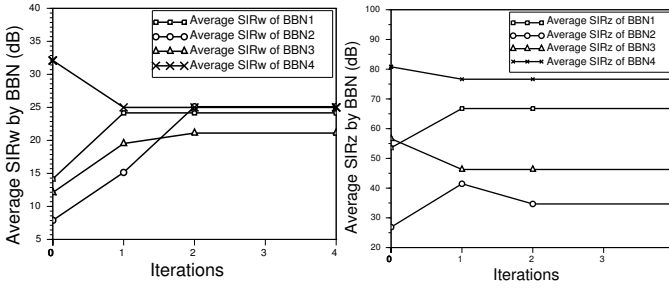 Average SIRw by BBN (dB)
40
35
30
25
20
15
10
5
0
1
2
3
4
Iterations
Average SIRw of BBN1
Average SIRw of BBN2
Average SIRw of BBN3
Average SIRw of BBN4
Average SIRz by BBN (dB)
100
90
80
70
60
50
40
30
20
0
1
2
3
Iterations
Average SIRz of BBN1
Average SIRz of BBN2
Average SIRz of BBN3
Average SIRz of BBN4